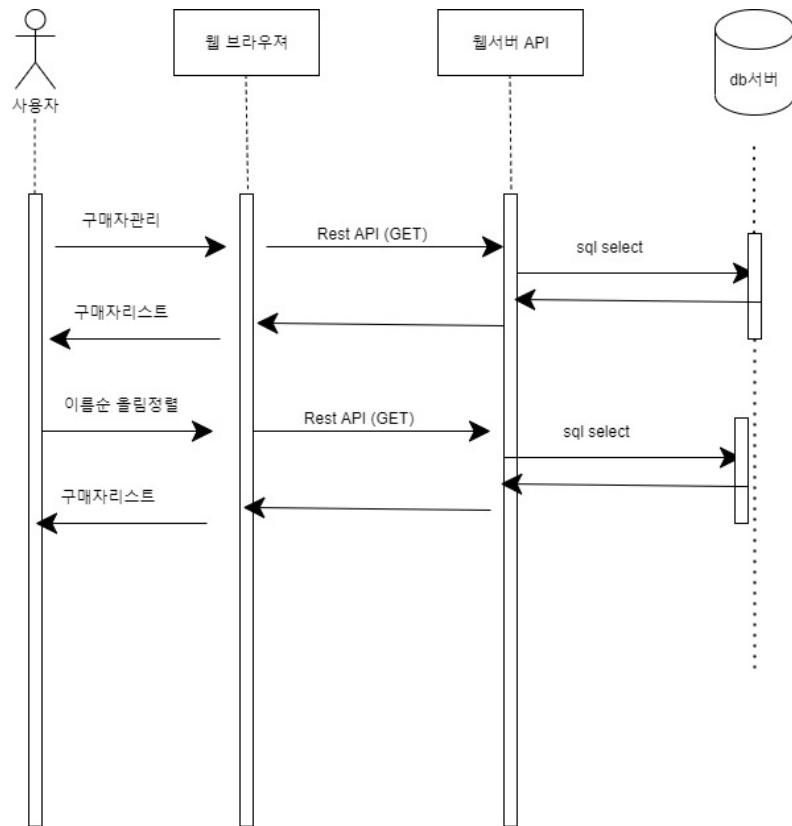 웹 브라우져
웹서버 API
db서버
사용자
구매자관리
Rest API (GET)
sql select
구매자리스트
이름순 올림정렬
Rest API (GET)
sql select
구매자리스트